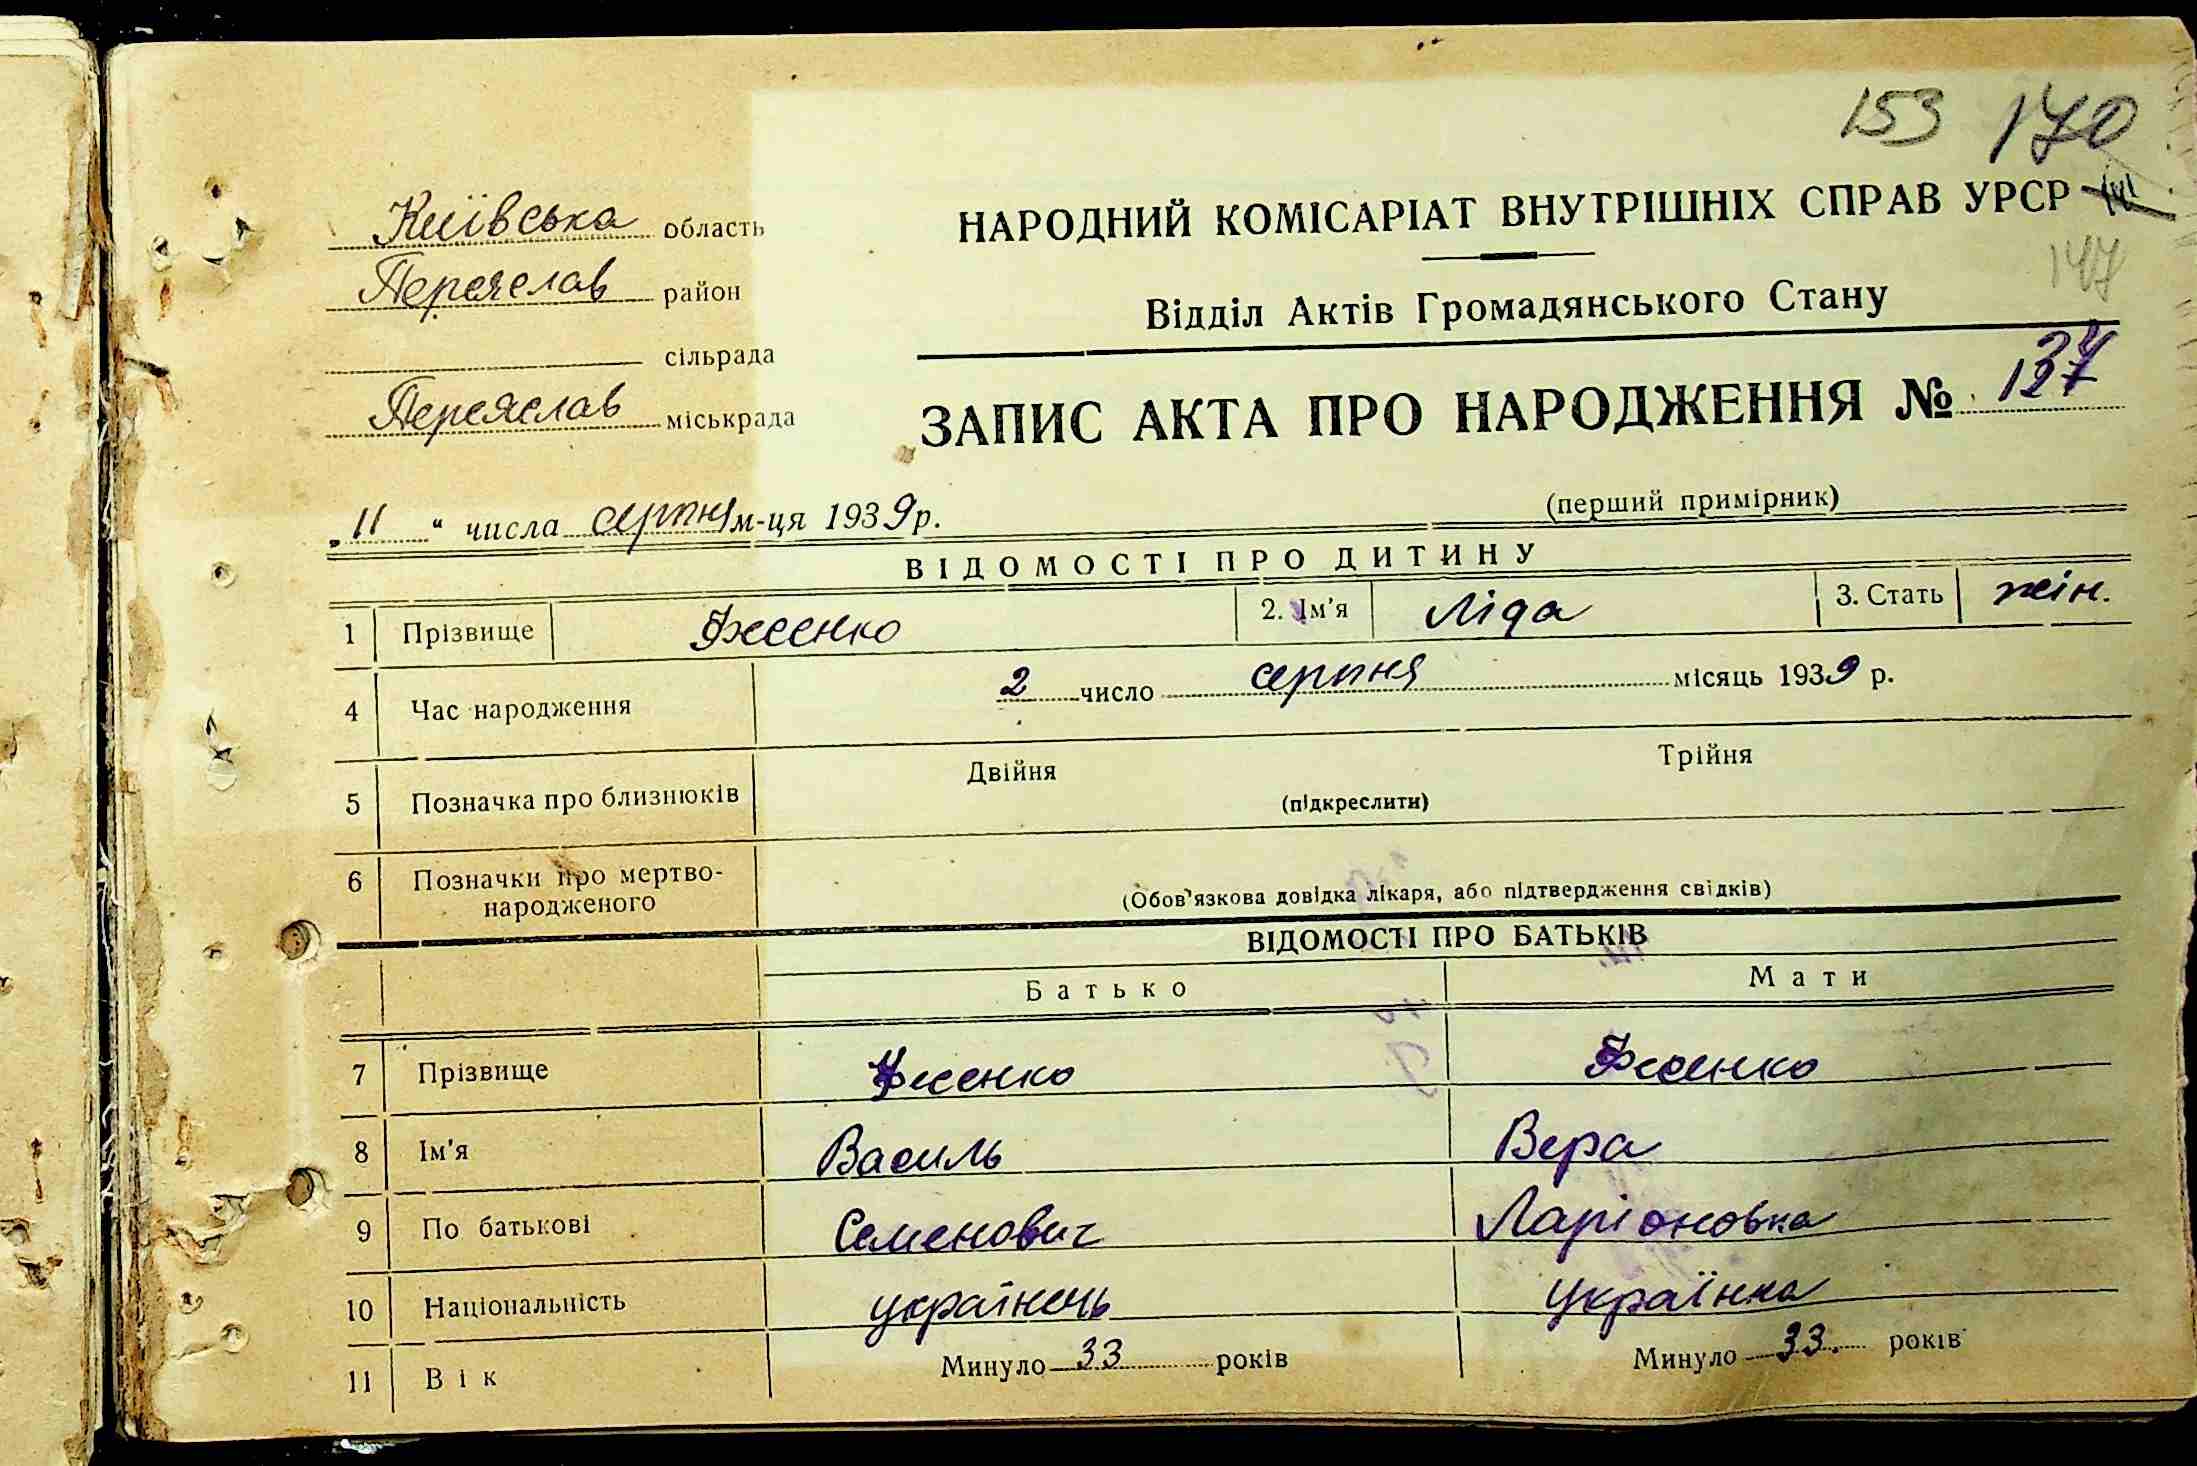 153 170
Київська область
НАРОДНИЙ КОМІСАРІАТ ВНУТРІШНІХ СПРАВ УРСР
147
Переяслав район
Відділ Актів Громадянського Стану
сільрада
Переяслав міськрада
ЗАПИС АКТА ПРО НАРОДЖЕННЯ № 137
(перший примірник)
„11“ числа серпня м-ця 1939 р.
ВІДОМОСТІ ПРО ДИТИНУ
1 Прізвище 2. Ім'я Ліда 3. Стать жін.
4 Час народження 2 число серпня місяць 1939 р.
5 Позначка про близнюків Двійня Трійня
(підкреслити)
6 Позначки про мертво-
народженого
(Обов'язкова довідка лікаря, або підтвердження свідків)
ВІДОМОСТІ ПРО БАТЬКІВ
Батько Мати
7 Прізвище
8 Ім'я Василь Вера
9 По батькові Семенович Ларіоновна
10 Національність українець українка
11 Вік Минуло 33 років Минуло 33. років